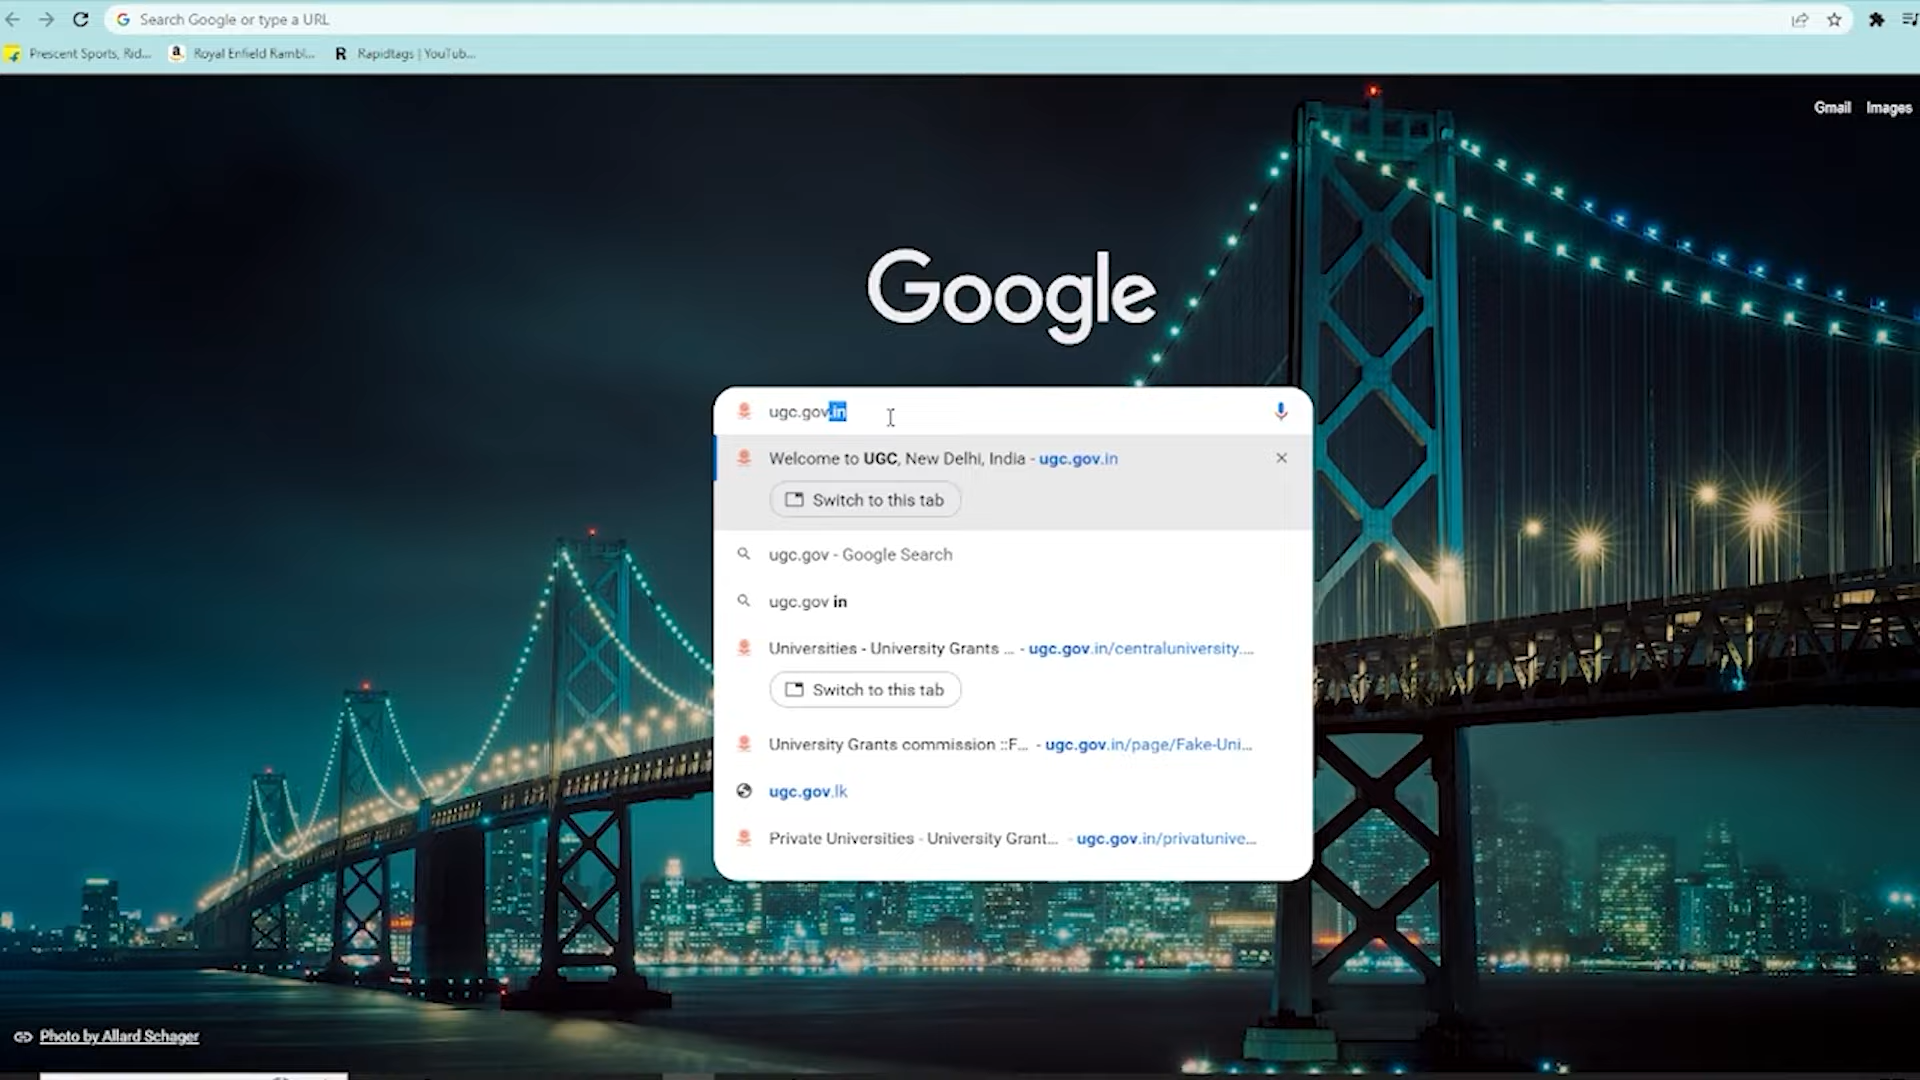 Search Google or type a URL
Prescent Sports, Rid...
a
Royal Enfield Rambl...
R
Rapidtags | YouTub...
Gmail
Images
Google
ugc.gov.in
Welcome to UGC, New Delhi, India - ugc.gov.in
Switch to this tab
ugc.gov - Google Search
ugc.gov in
Universities - University Grants ... - ugc.gov.in/centraluniversity....
Switch to this tab
University Grants commission ::F... - ugc.gov.in/page/Fake-Uni...
ugc.gov.lk
Private Universities - University Grant... - ugc.gov.in/privatunive...
Photo by Allard Schager